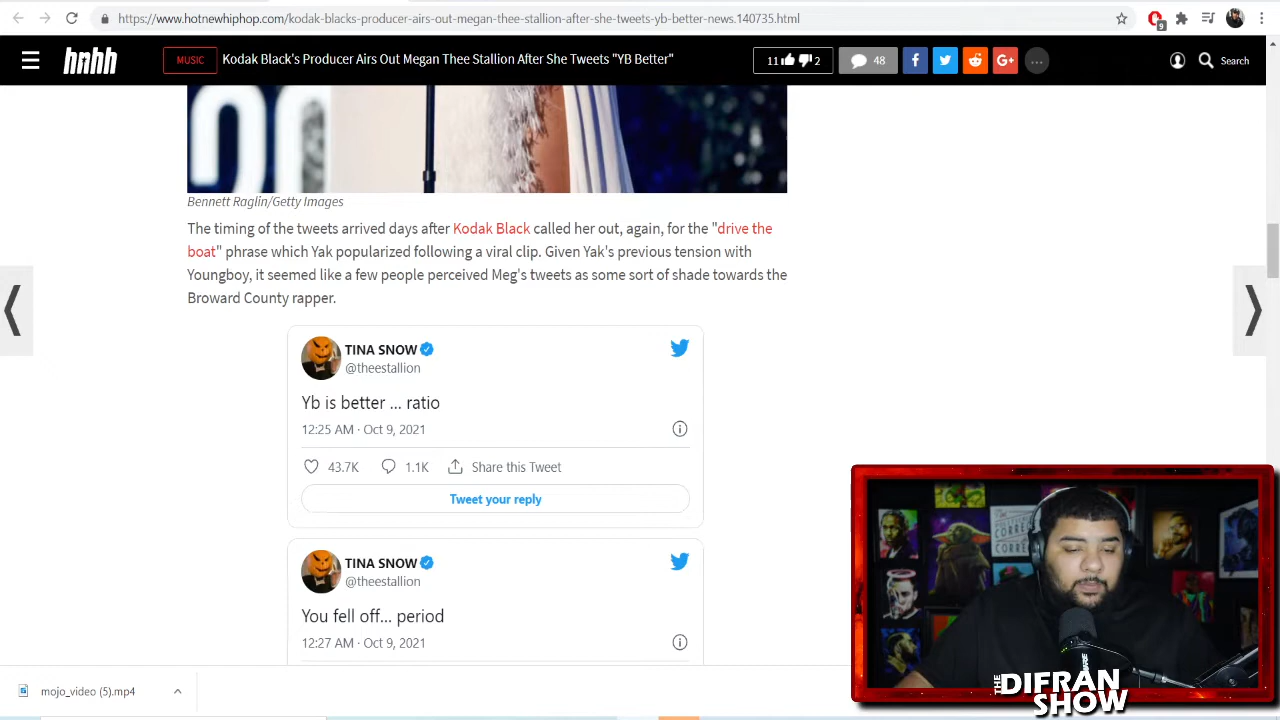 https://www.hotnewhiphop.com/kodak-blacks-producer-airs-out-megan-thee-stallion-after-she-tweets-yb-better-news.140735.html
9
hnhh
MUSIC
Kodak Black's Producer Airs Out Megan Thee Stallion After She Tweets "YB Better"
11 2
48
G+
...
Search
20
Bennett Raglin/Getty Images
The timing of the tweets arrived days after Kodak Black called her out, again, for the "drive the
boat" phrase which Yak popularized following a viral clip. Given Yak's previous tension with
Youngboy, it seemed like a few people perceived Meg's tweets as some sort of shade towards the
Broward County rapper.
TINA SNOW
@theestallion
Yb is better ... ratio
12:25 AM · Oct 9, 2021
43.7K 1.1K Share this Tweet
Tweet your reply
TINA SNOW
@theestallion
You fell off... period
12:27 AM · Oct 9, 2021
mojo_video (5).mp4
THE
DIFRAN
SHOW